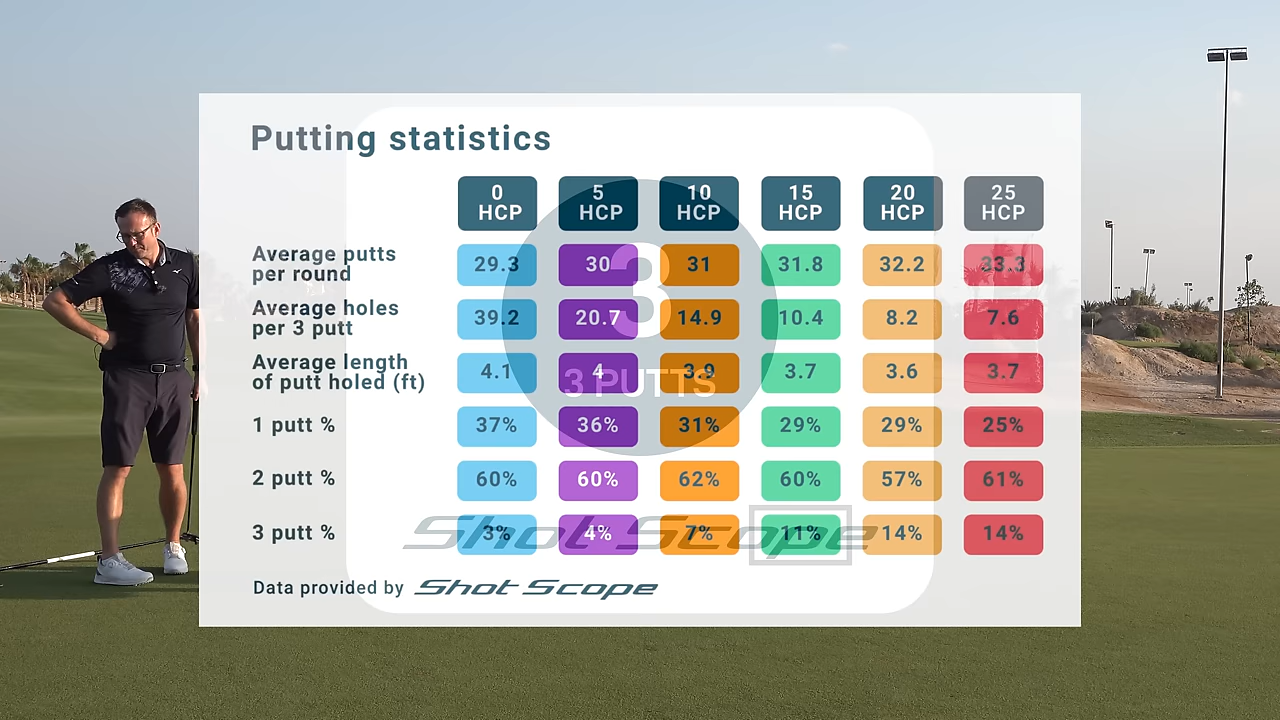 Putting statistics
0 HCP 5 HCP 10 HCP 15 HCP 20 HCP 25 HCP
Average putts per round 29.3 30 31 31.8 32.2 33.3
Average holes per 3 putt 39.2 20.7 14.9 10.4 8.2 7.6
Average length of putt holed (ft) 4.1 4 3.9 3.7 3.6 3.7
1 putt % 37% 36% 31% 29% 29% 25%
2 putt % 60% 60% 62% 60% 57% 61%
3 putt % 3% 4% 7% 11% 14% 14%
Data provided by Shot Scope
3
3 PUTTS
Shot Scope